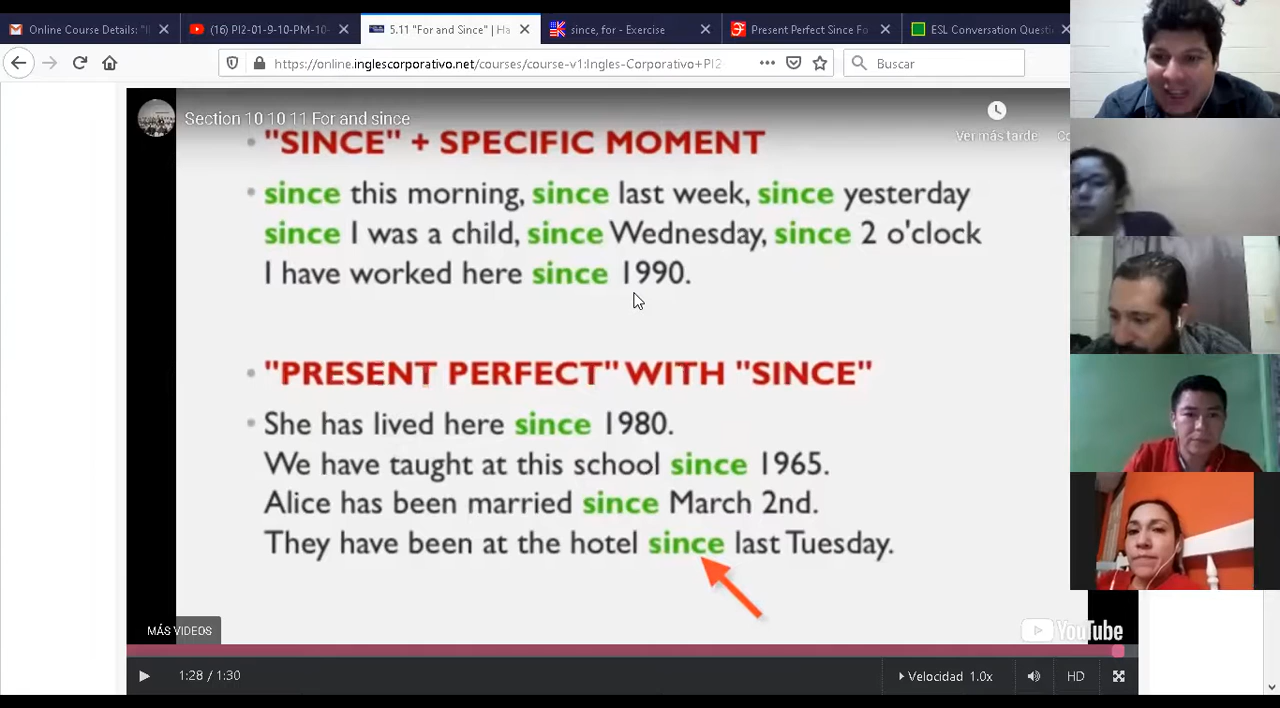 Online Course Details: "I
(16) PI2-01-9-10-PM-10-
5.11 "For and Since" | Ha
since, for - Exercise
Present Perfect Since Fo
ESL Conversation Questi
https://online.inglescorporativo.net/courses/course-v1:Ingles-Corporativo+PI2
Buscar
Section 10 10 11 For and since
Ver más tarde
Co
• "SINCE" + SPECIFIC MOMENT
• since this morning, since last week, since yesterday
since I was a child, since Wednesday, since 2 o'clock
I have worked here since 1990.
• "PRESENT PERFECT" WITH "SINCE"
• She has lived here since 1980.
We have taught at this school since 1965.
Alice has been married since March 2nd.
They have been at the hotel since last Tuesday.
MÁS VIDEOS
YouTube
1:28 / 1:30
Velocidad 1.0x
HD